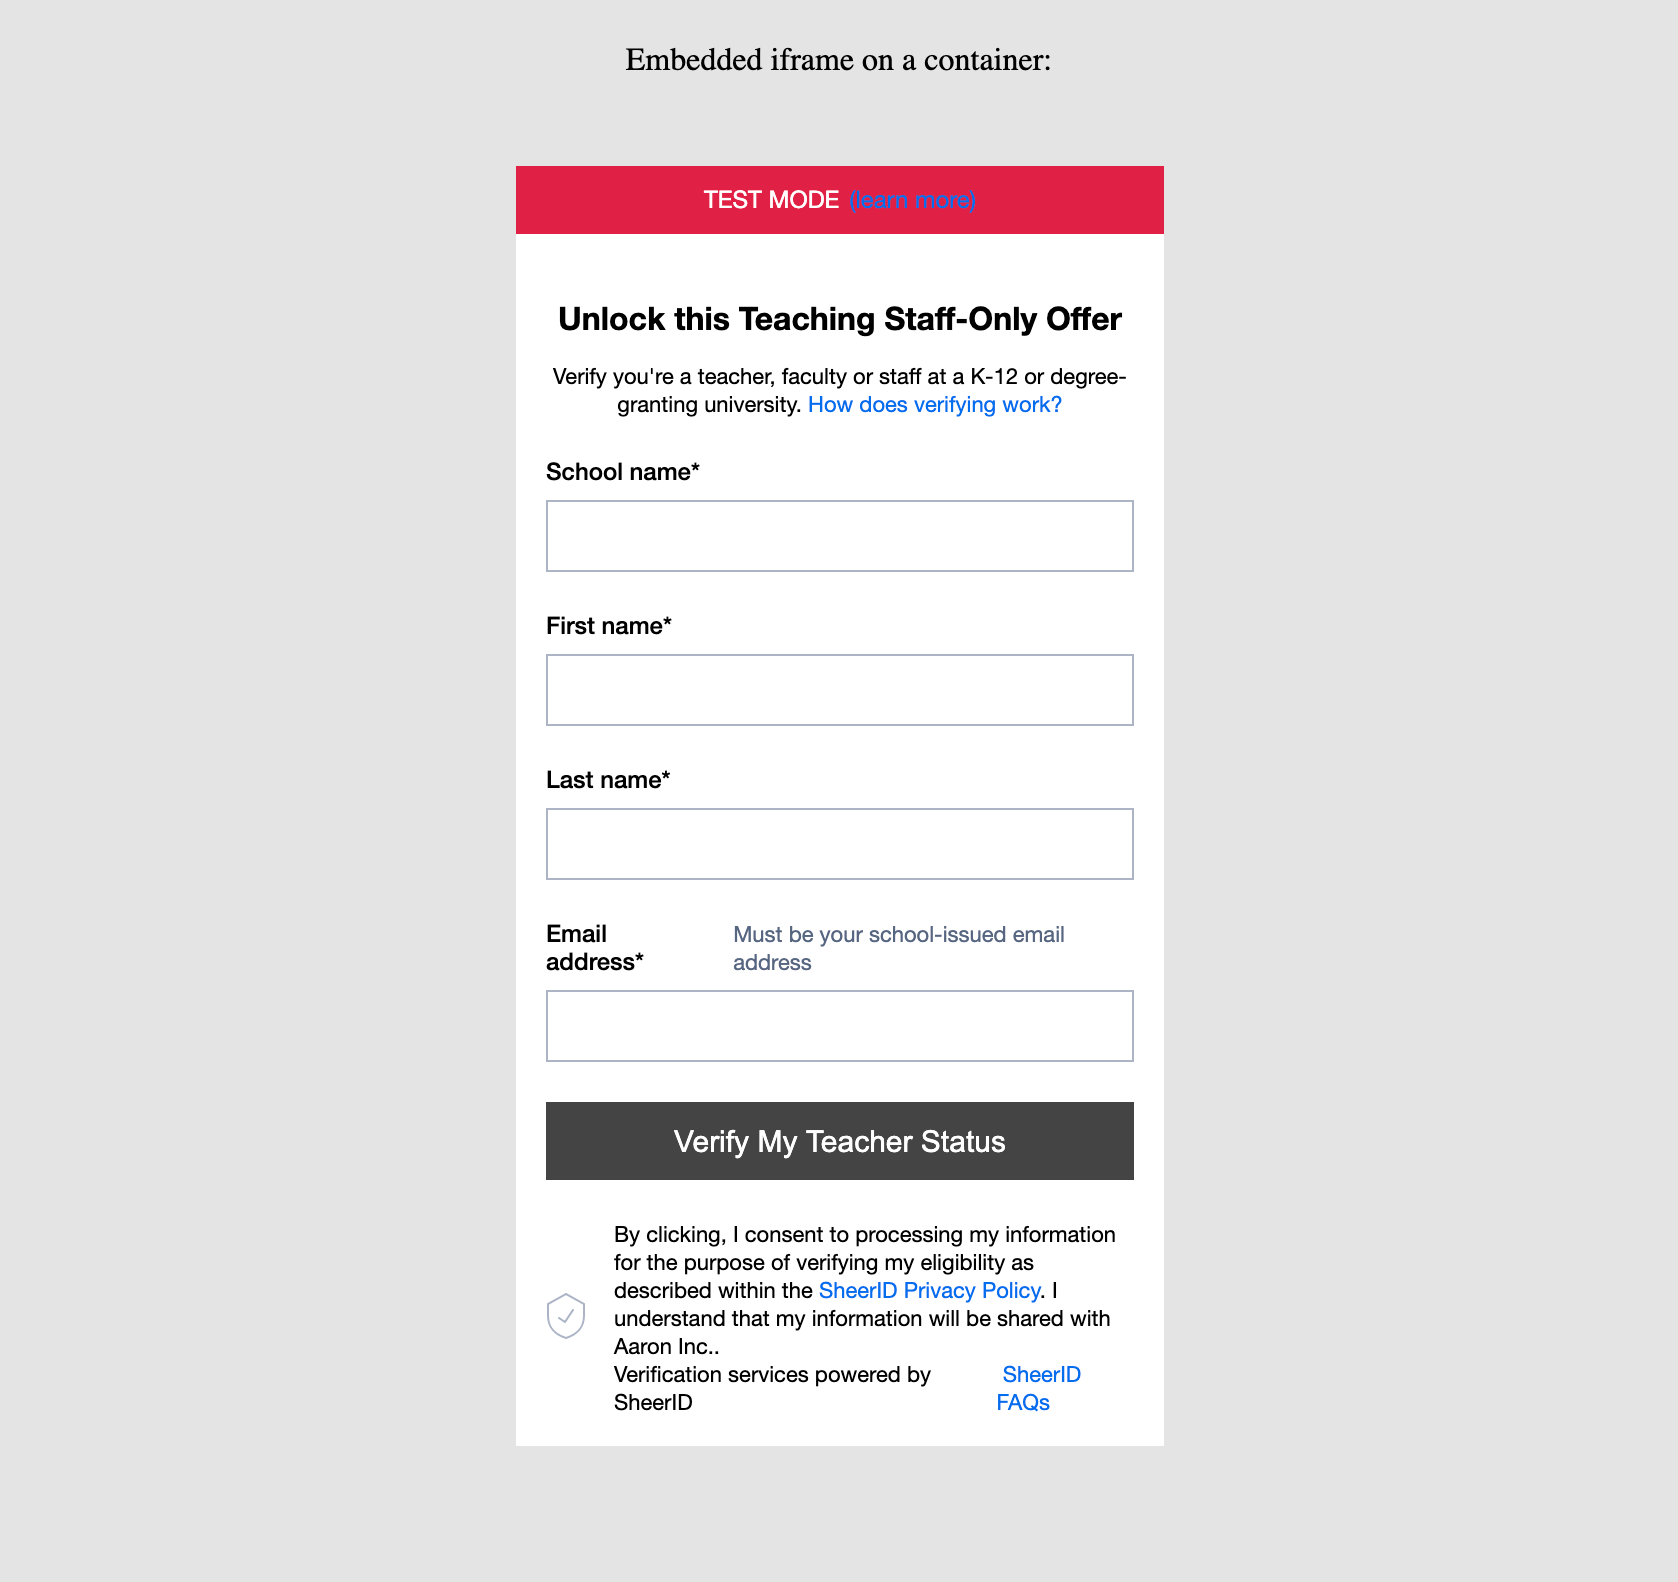 Embedded iframe on a container:
TEST MODE (learn more)
Unlock this Teaching Staff-Only Offer
Verify you're a teacher, faculty or staff at a K-12 or degree-
granting university. How does verifying work?
School name*
First name*
Last name*
Email
address*
Must be your school-issued email
address
Verify My Teacher Status
By clicking, I consent to processing my information
for the purpose of verifying my eligibility as
described within the SheerID Privacy Policy. I
understand that my information will be shared with
Aaron Inc..
Verification services powered by
SheerID
SheerID
FAQs